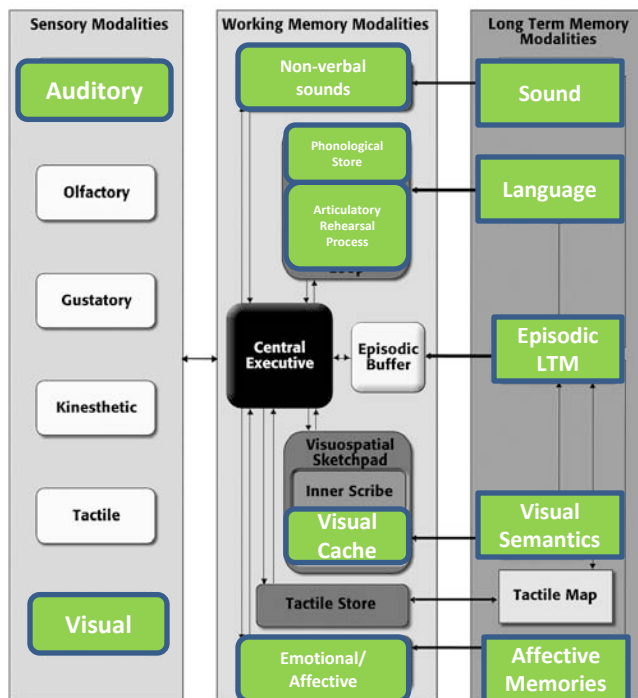 Sensory Modalities
Auditory
Olfactory
Gustatory
Kinesthetic
Tactile
Visual
Working Memory Modalities
Non-verbal
sounds
Phonological
Store
Articulatory
Rehearsal
Process
Central
Executive
Episodic
Buffer
Visuospatial
Sketchpad
Inner Scribe
Visual
Cache
Tactile Store
Emotional/
Affective
Long Term Memory
Modalities
Sound
Language
Episodic
LTM
Visual
Semantics
Tactile Map
Affective
Memories